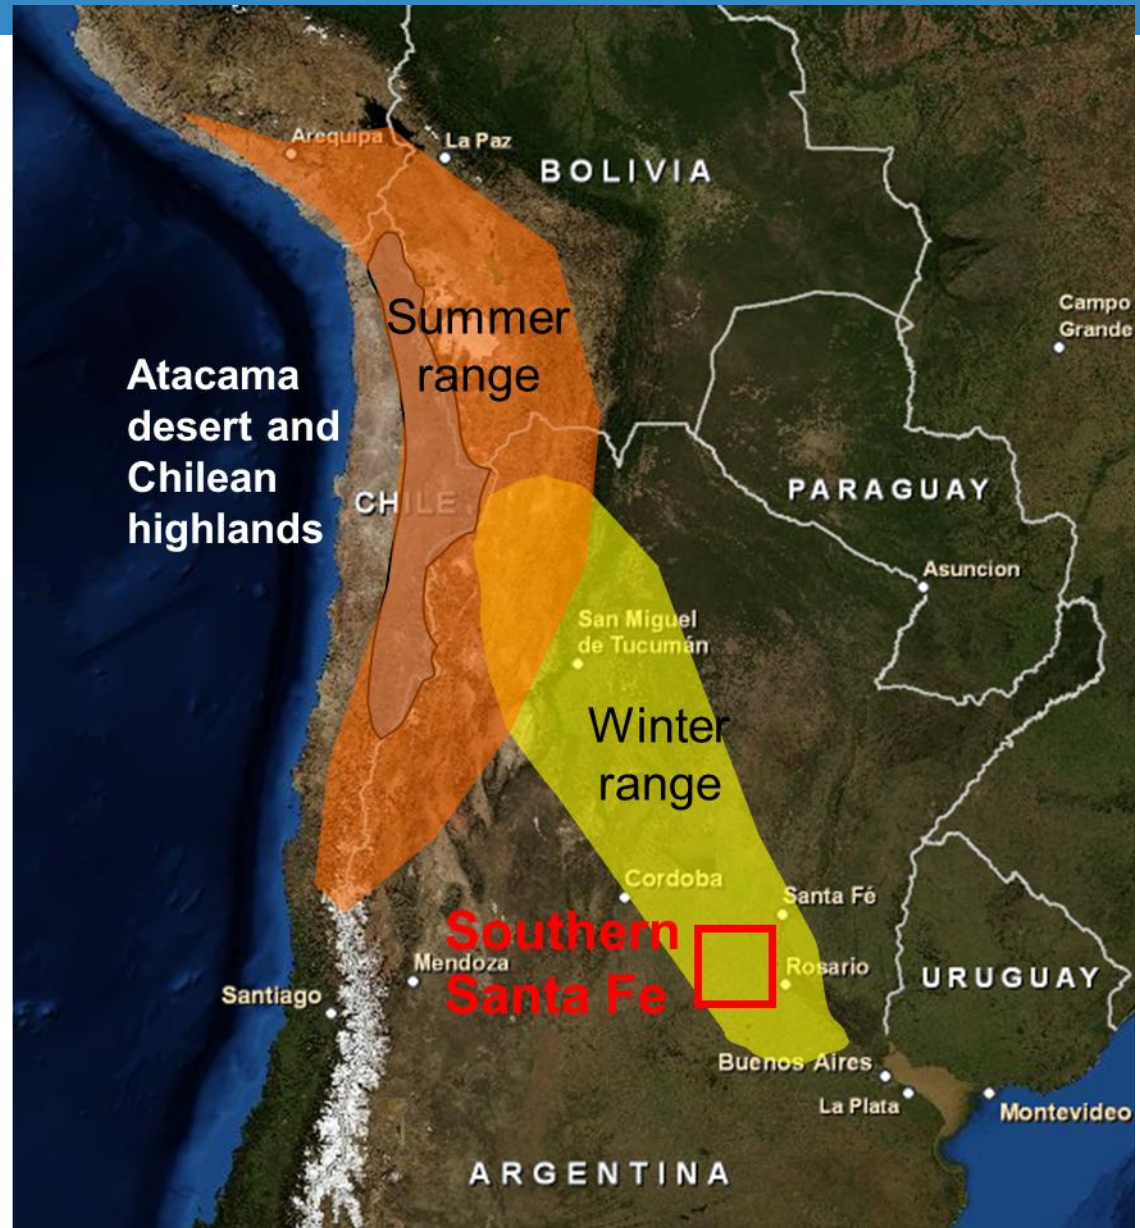 Arequipa
La Paz
BOLIVIA
Campo
Grande
Summer
range
Atacama
desert and
Chilean
highlands
CHILE
PARAGUAY
Asuncion
San Miguel
de Tucumán
Winter
range
Cordoba
Santa Fé
Southern
Santa Fe
Mendoza
Rosario
URUGUAY
Santiago
Buenos Aires
La Plata
Montevideo
ARGENTINA